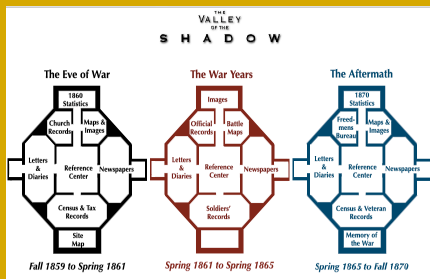 THE
VALLEY
OF THE
SHADOW
The Eve of War
1860
Statistics
Church
Records
Maps &
Images
Letters
&
Diaries
Reference
Center
Newspapers
Census & Tax
Records
Site
Map
Fall 1859 to Spring 1861
The War Years
Images
Official
Records
Battle
Maps
Letters
&
Diaries
Reference
Center
Newspapers
Soldiers'
Records
Spring 1861 to Spring 1865
The Aftermath
1870
Statistics
Freed-
mens
Bureau
Maps &
Images
Letters
&
Diaries
Reference
Center
Newspapers
Census & Veteran
Records
Memory of
the War
Spring 1865 to Fall 1870